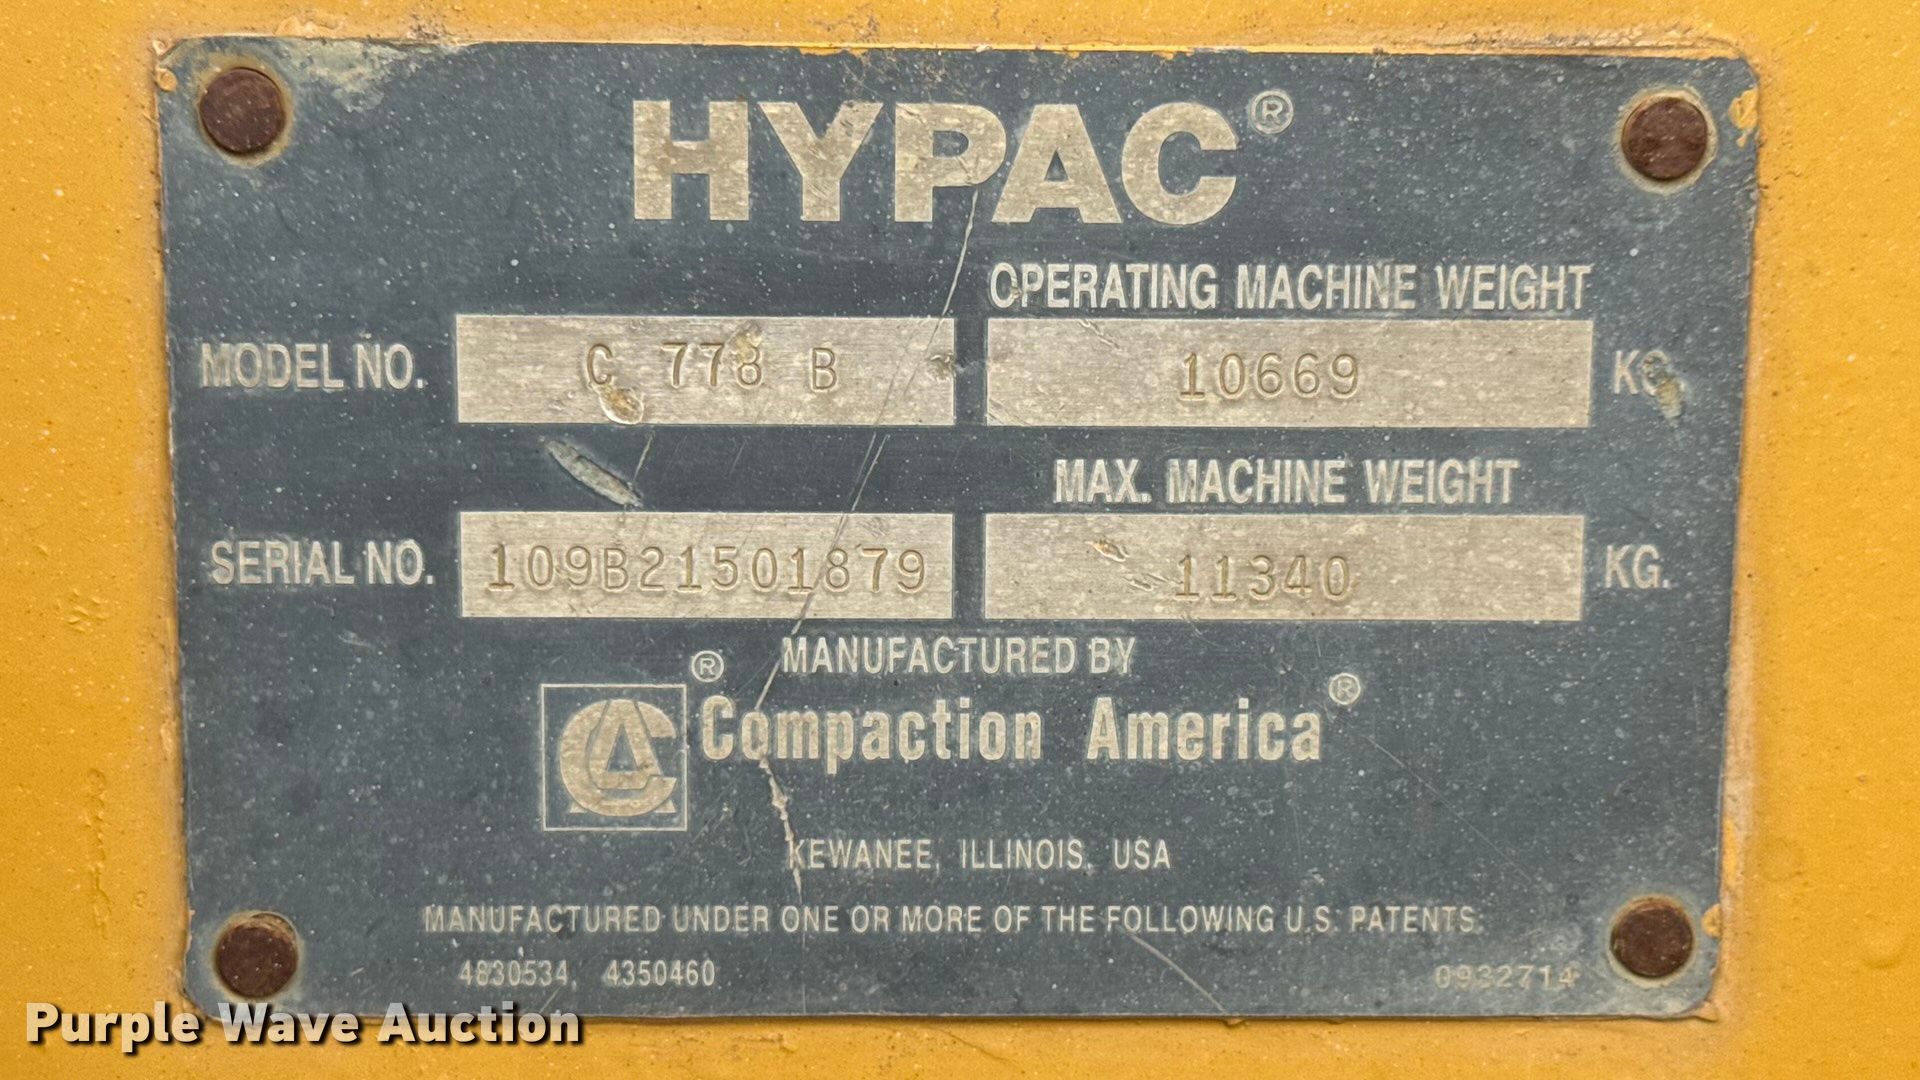 HYPAC®
OPERATING MACHINE WEIGHT
MODEL NO. C 778 B 10669 KG.
MAX. MACHINE WEIGHT
SERIAL NO. 109B21501879 11340 KG.
MANUFACTURED BY
CA® Compaction America®
KEWANEE, ILLINOIS, USA
MANUFACTURED UNDER ONE OR MORE OF THE FOLLOWING U.S. PATENTS.
4830534, 4350460 0932714
Purple Wave Auction